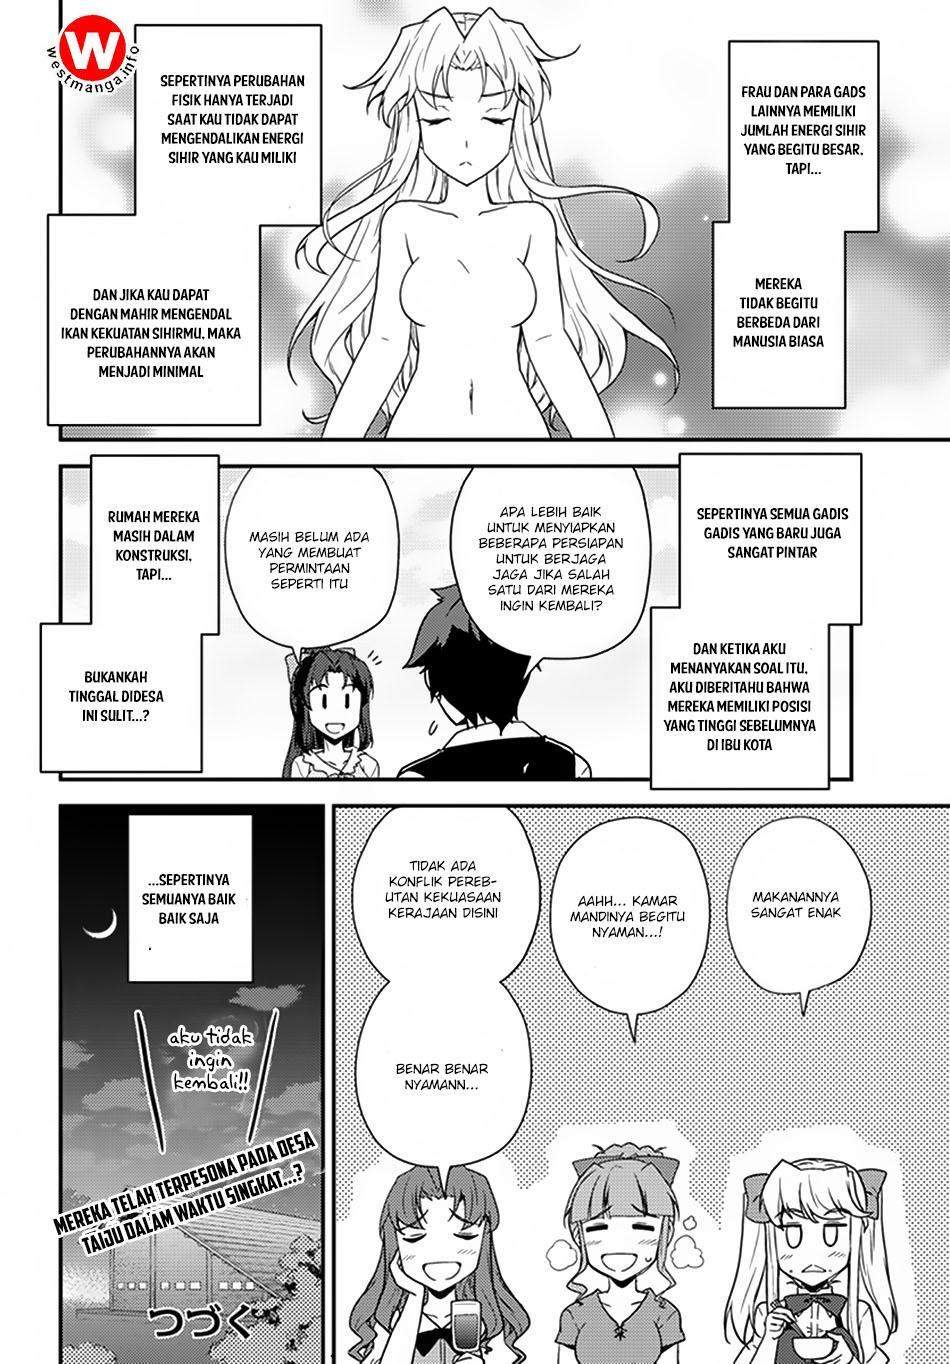 W
westmanga.info
FRAU DAN PARA GADS
LAINNYA MEMILIKI
JUMLAH ENERGI SIHIR
YANG BEGITU BESAR,
TAPI...
MEREKA
TIDAK BEGITU
BERBEDA DARI
MANUSIA BIASA
SEPERTINYA PERUBAHAN
FISIK HANYA TERJADI
SAAT KAU TIDAK DAPAT
MENGENDALIKAN ENERGI
SIHIR YANG KAU MILIKI
DAN JIKA KAU DAPAT
DENGAN MAHIR MENGENDAL
IKAN KEKUATAN SIHIRMU, MAKA
PERUBAHANNYA AKAN
MENJADI MINIMAL
SEPERTINYA SEMUA GADIS
GADIS YANG BARU JUGA
SANGAT PINTAR
DAN KETIKA AKU
MENANYAKAN SOAL ITU,
AKU DIBERITAHU BAHWA
MEREKA MEMILIKI POSISI
YANG TINGGI SEBELUMNYA
DI IBU KOTA
APA LEBIH BAIK
UNTUK MENYIAPKAN
BEBERAPA PERSIAPAN
UNTUK BERJAGA
JAGA JIKA SALAH
SATU DARI MEREKA
INGIN KEMBALI?
MASIH BELUM ADA
YANG MEMBUAT
PERMINTAAN
SEPERTI ITU
RUMAH MEREKA
MASIH DALAM
KONSTRUKSI,
TAPI...
BUKANKAH
TINGGAL DIDESA
INI SULIT...?
MAKANANNYA
SANGAT ENAK
AAHH... KAMAR
MANDINYA BEGITU
NYAMAN...!
TIDAK ADA
KONFLIK PEREB-
UTAN KEKUASAAN
KERAJAAN DISINI
BENAR BENAR
NYAMANN...
...SEPERTINYA
SEMUANYA BAIK
BAIK SAJA
aku tidak
ingin
kembali!!
MEREKA TELAH TERPESONA PADA DESA
TAIJU DALAM WAKTU SINGKAT...?
つづく